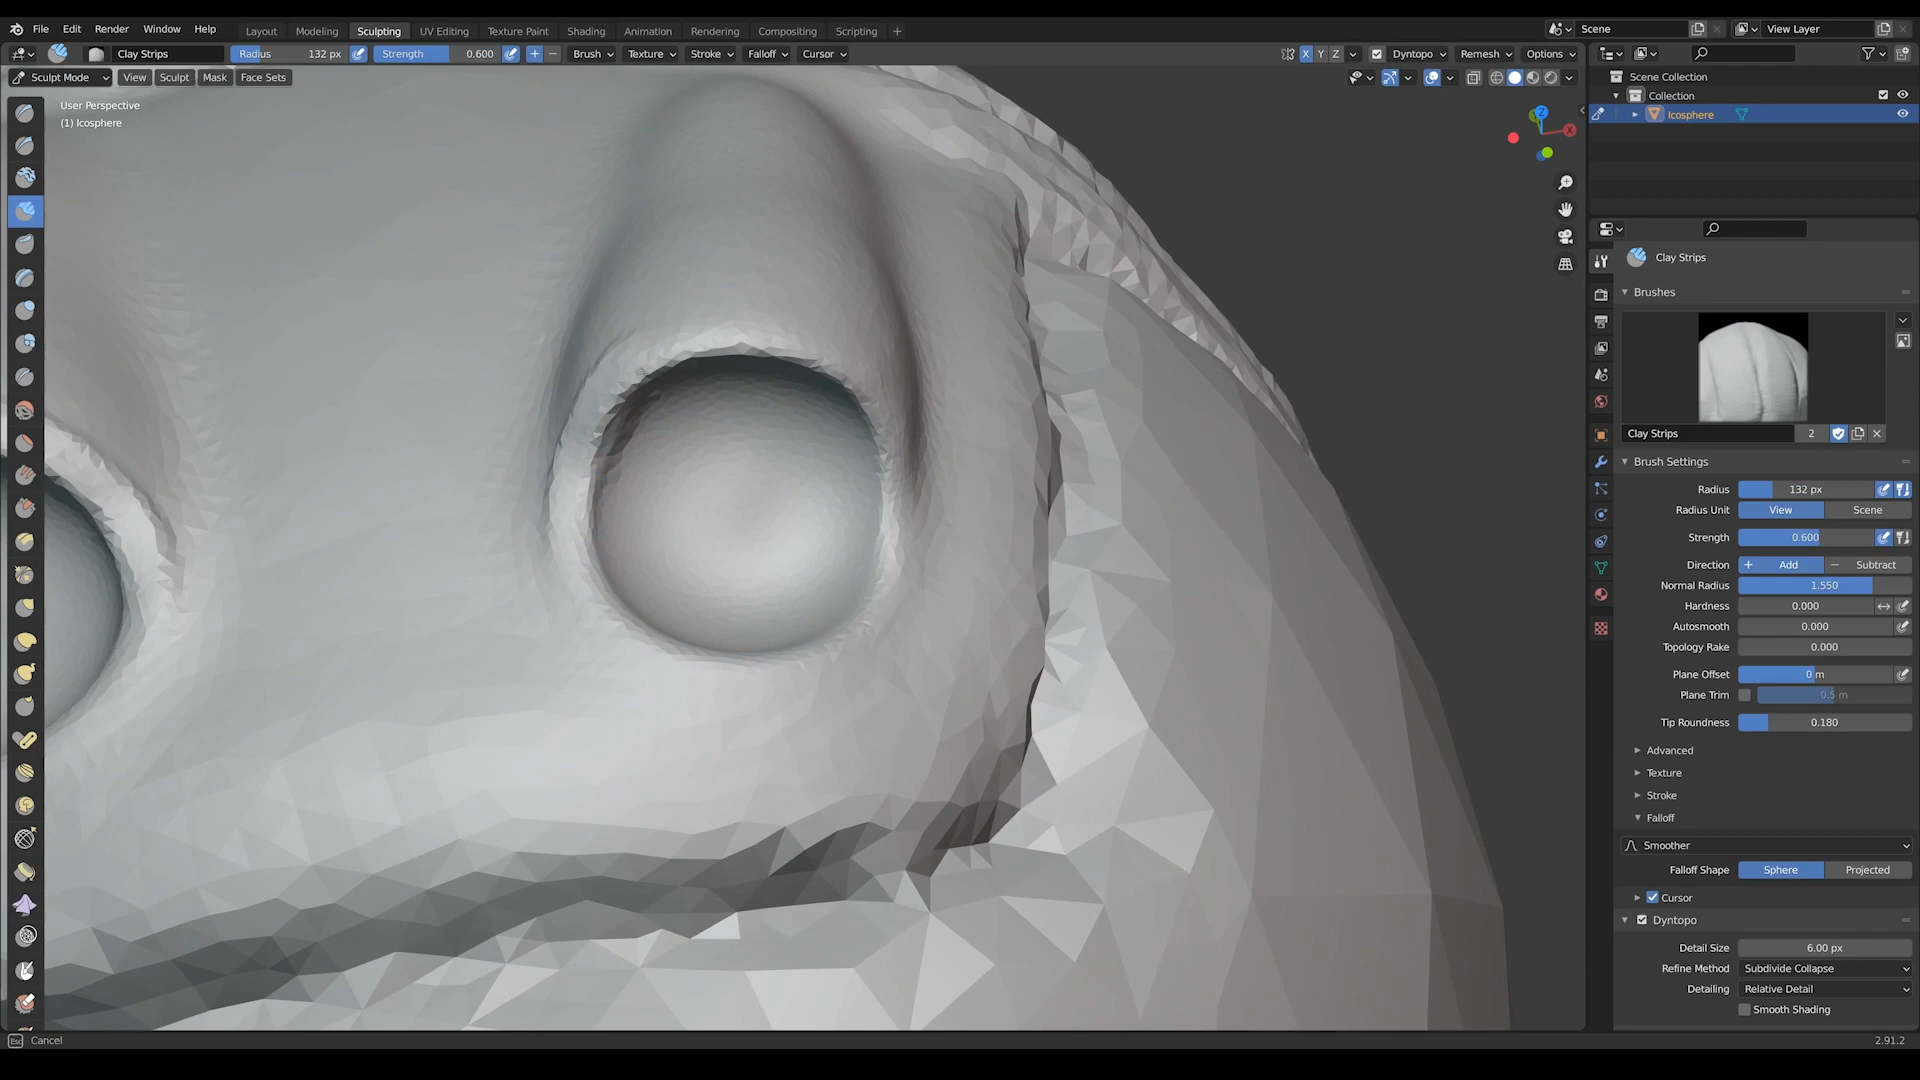 File Edit Render Window Help Layout Modeling Sculpting UV Editing Texture Paint Shading Animation Rendering Compositing Scripting + Scene View Layer
Clay Strips Radius 132 px Strength 0.600 + − Brush Texture Stroke Falloff Cursor X Y Z Dyntopo Remesh Options
Sculpt Mode View Sculpt Mask Face Sets
Scene Collection
Collection
Icosphere
User Perspective
(1) Icosphere
Z
X
Clay Strips
Brushes
Clay Strips 2
Brush Settings
Radius 132 px
Radius Unit View Scene
Strength 0.600
Direction + Add − Subtract
Normal Radius 1.550
Hardness 0.000
Autosmooth 0.000
Topology Rake 0.000
Plane Offset 0 m
Plane Trim 0.5 m
Tip Roundness 0.180
Advanced
Texture
Stroke
Falloff
Smoother
Falloff Shape Sphere Projected
Cursor
Dyntopo
Detail Size 6.00 px
Refine Method Subdivide Collapse
Detailing Relative Detail
Smooth Shading
Esc Cancel 2.91.2